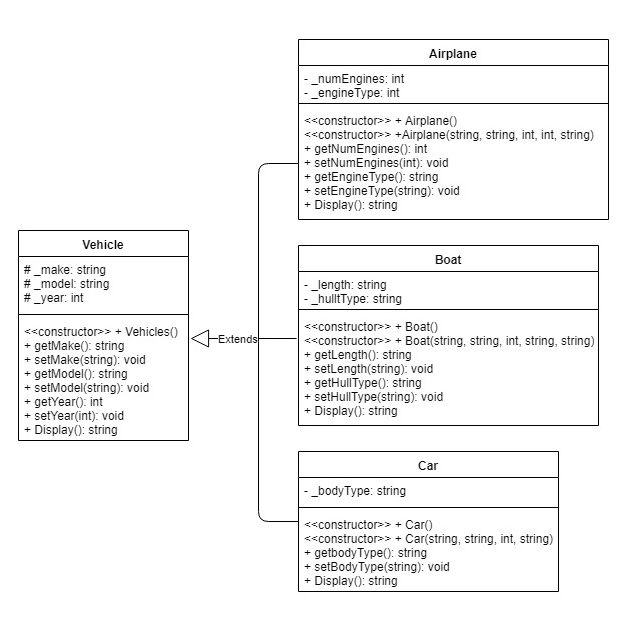 Airplane
- _numEngines: int
- _engineType: int
<<constructor>> + Airplane()
<<constructor>> +Airplane(string, string, int, int, string)
+ getNumEngines(): int
+ setNumEngines(int): void
+ getEngineType(): string
+ setEngineType(string): void
+ Display(): string
Vehicle
# _make: string
# _model: string
# _year: int
<<constructor>> + Vehicles()
+ getMake(): string
+ setMake(string): void
+ getModel(): string
+ setModel(string): void
+ getYear(): int
+ setYear(int): void
+ Display(): string
Extends
Boat
- _length: string
- _hulltType: string
<<constructor>> + Boat()
<<constructor>> + Boat(string, string, int, string, string)
+ getLength(): string
+ setLength(string): void
+ getHullType(): string
+ setHullType(string): void
+ Display(): string
Car
- _bodyType: string
<<constructor>> + Car()
<<constructor>> + Car(string, string, int, string)
+ getbodyType(): string
+ setBodyType(string): void
+ Display(): string